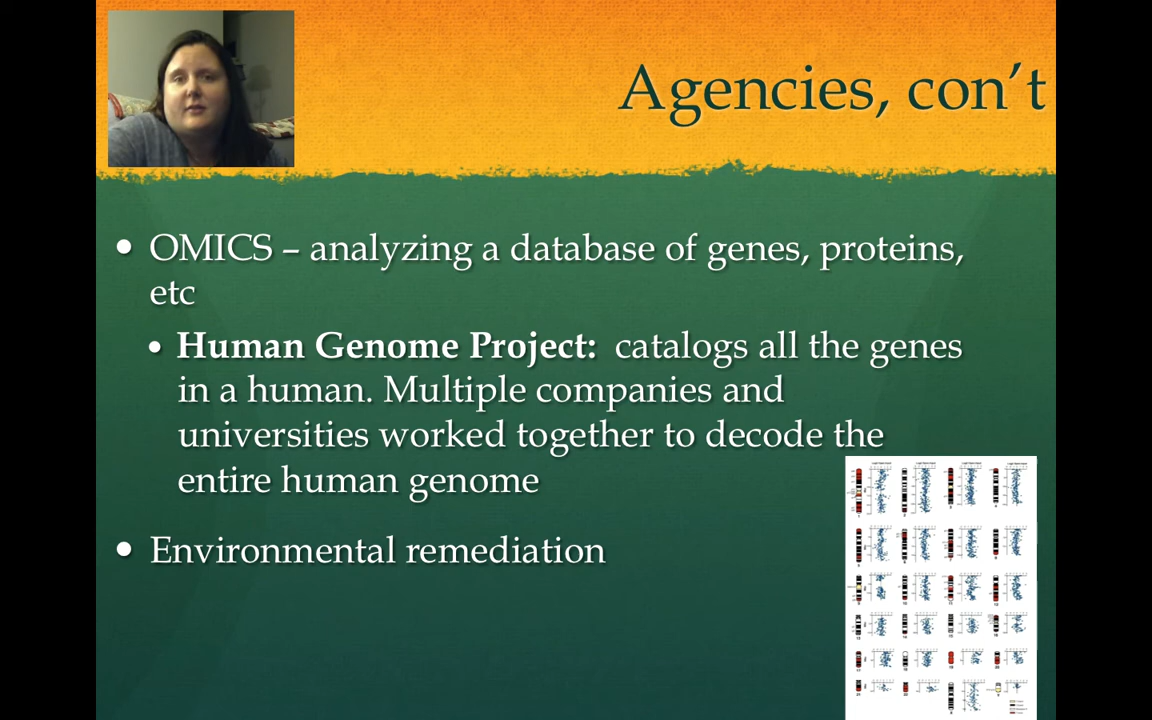 Agencies, con’t
• OMICS – analyzing a database of genes, proteins,
etc
• Human Genome Project: catalogs all the genes
in a human. Multiple companies and
universities worked together to decode the
entire human genome
• Environmental remediation